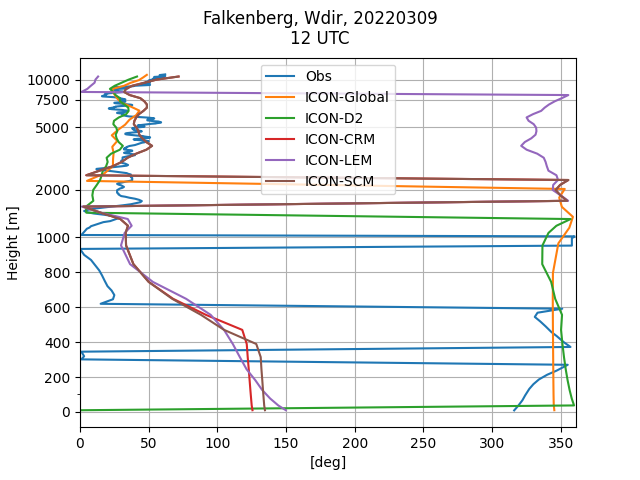 Falkenberg, Wdir, 20220309
12 UTC
Obs
ICON-Global
ICON-D2
ICON-CRM
ICON-LEM
ICON-SCM
Height [m]
10000
7500
5000
2000
1000
800
600
400
200
0
0 50 100 150 200 250 300 350
[deg]